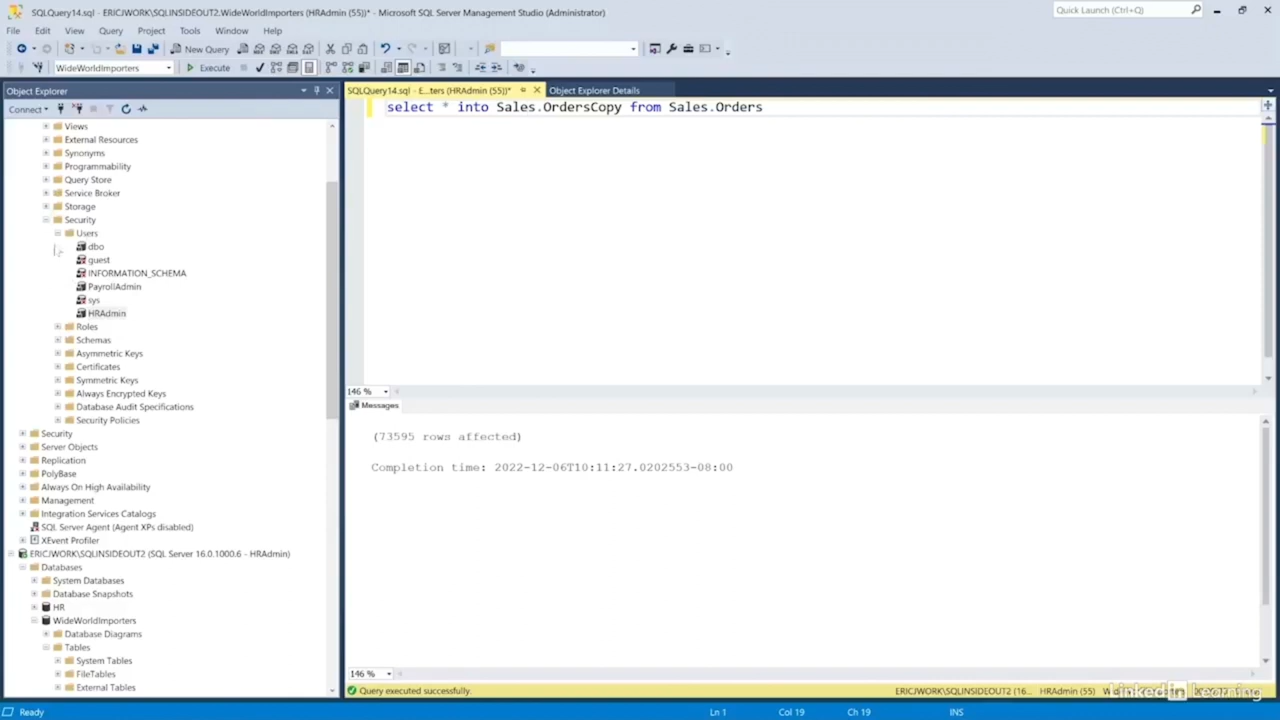 SQLQuery14.sql - ERICJWORK\SQLINSIDEOUT2.WideWorldImporters (HRAdmin (55))* - Microsoft SQL Server Management Studio (Administrator)
Quick Launch (Ctrl+Q)
File Edit View Query Project Tools Window Help
New Query
WideWorldImporters Execute
Object Explorer
SQLQuery14.sql - E...ters (HRAdmin (55))* Object Explorer Details
Connect
select * into Sales.OrdersCopy from Sales.Orders
Views
External Resources
Synonyms
Programmability
Query Store
Service Broker
Storage
Security
Users
dbo
guest
INFORMATION_SCHEMA
PayrollAdmin
sys
HRAdmin
Roles
Schemas
Asymmetric Keys
Certificates
Symmetric Keys
Always Encrypted Keys
Database Audit Specifications
Security Policies
Security
Server Objects
Replication
PolyBase
Always On High Availability
Management
Integration Services Catalogs
SQL Server Agent (Agent XPs disabled)
XEvent Profiler
ERICJWORK\SQLINSIDEOUT2 (SQL Server 16.0.1000.6 - HRAdmin)
Databases
System Databases
Database Snapshots
HR
WideWorldImporters
Database Diagrams
Tables
System Tables
FileTables
External Tables
146 %
Messages
(73595 rows affected)
Completion time: 2022-12-06T10:11:27.0202553-08:00
146 %
Query executed successfully. ERICJWORK\SQLINSIDEOUT2 (16... HRAdmin (55)
LinkedIn Learning
Ready Ln 1 Col 19 Ch 19 INS